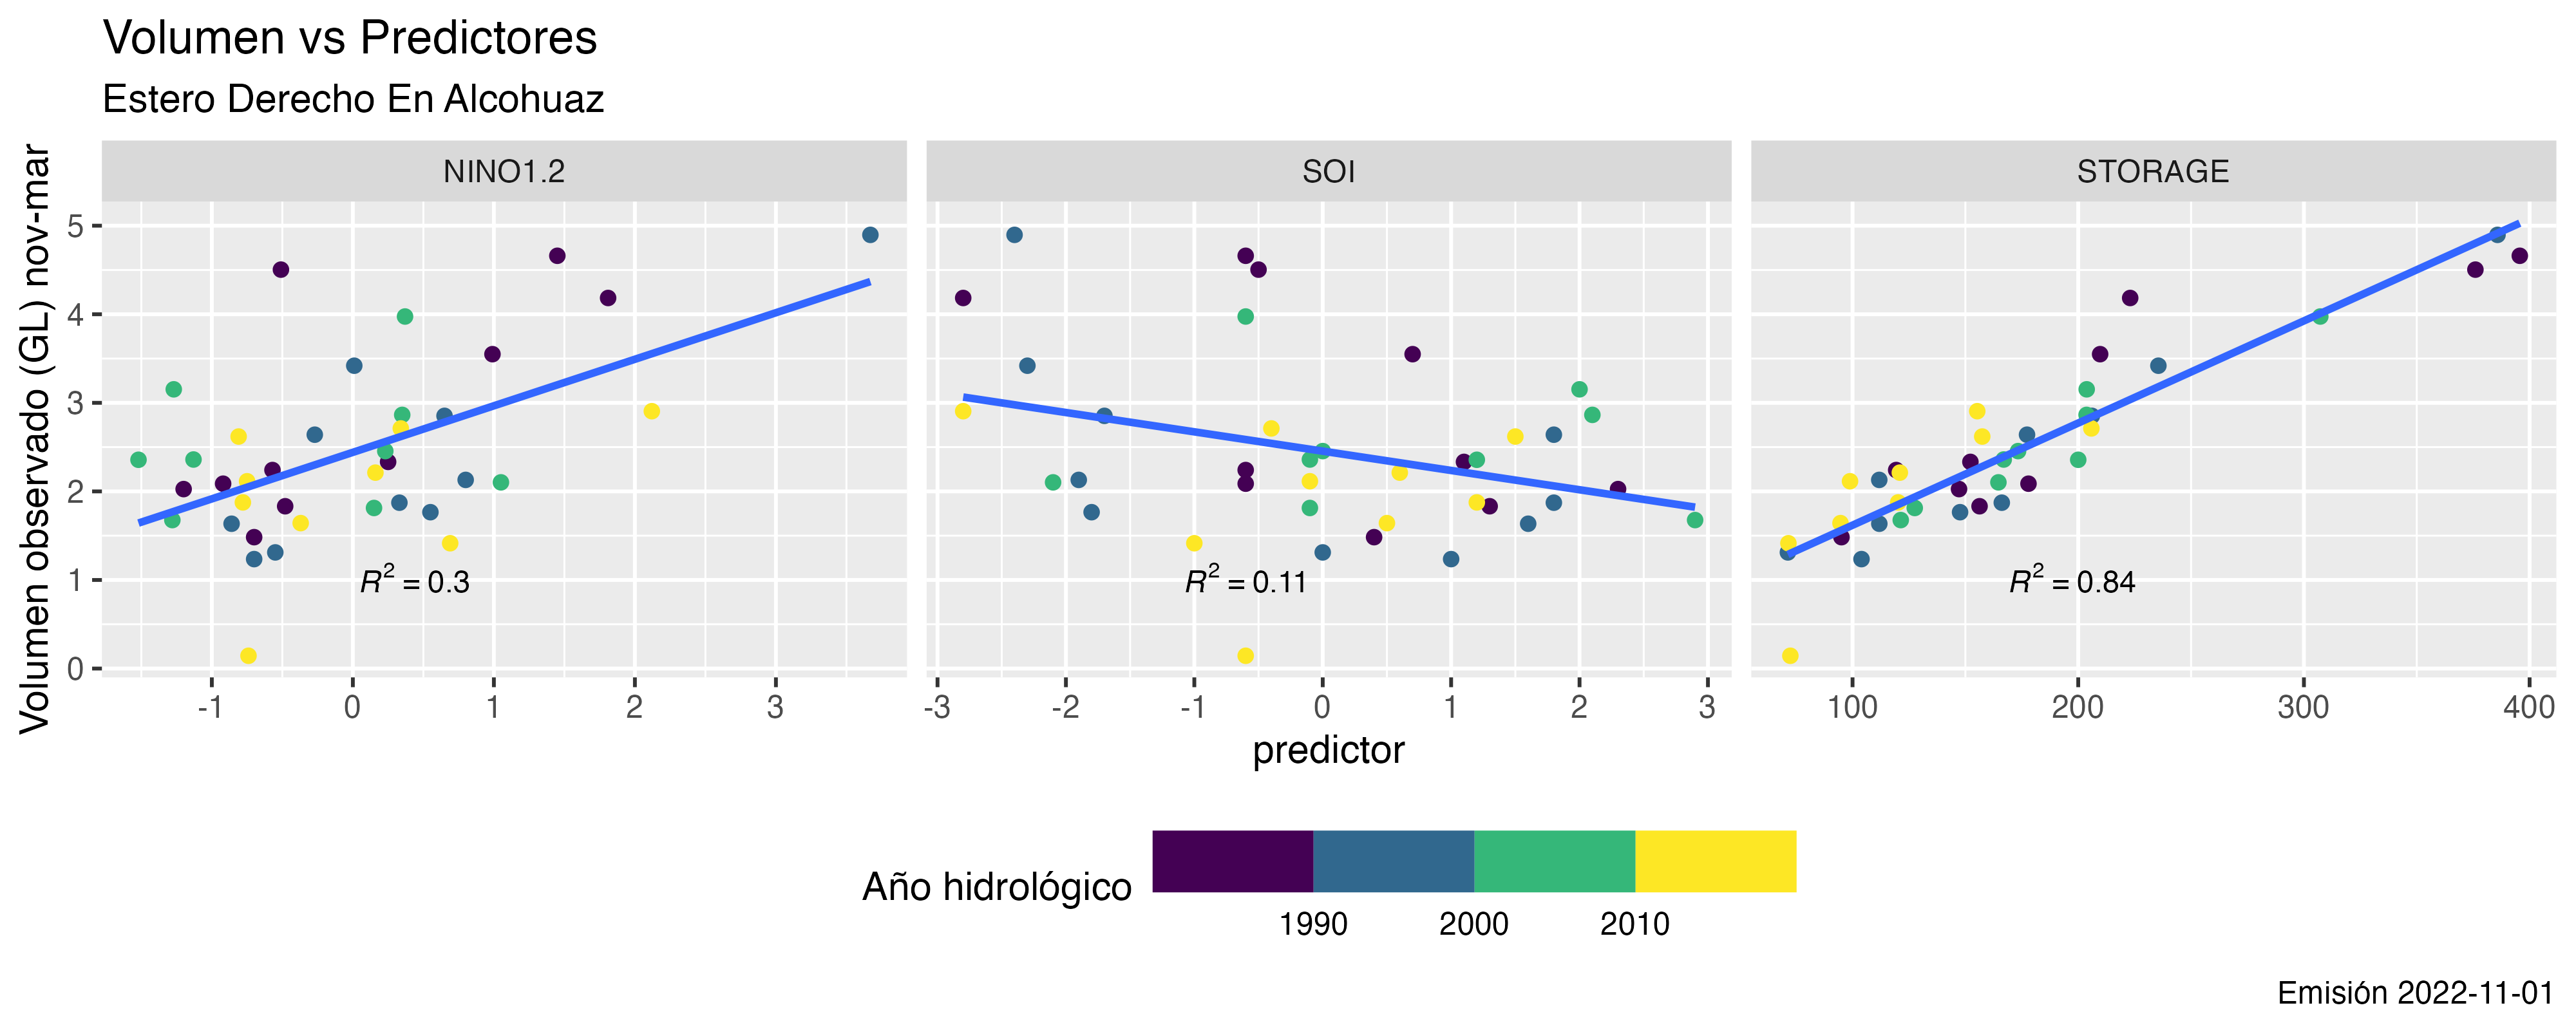 Volumen vs Predictores
Estero Derecho En Alcohuaz
Volumen observado (GL) nov-mar
NINO1.2 SOI STORAGE
5
4
3
2
1
0
R² = 0.3 R² = 0.11 R² = 0.84
-1 0 1 2 3 -3 -2 -1 0 1 2 3 100 200 300 400
predictor
Año hidrológico
1990 2000 2010
Emisión 2022-11-01